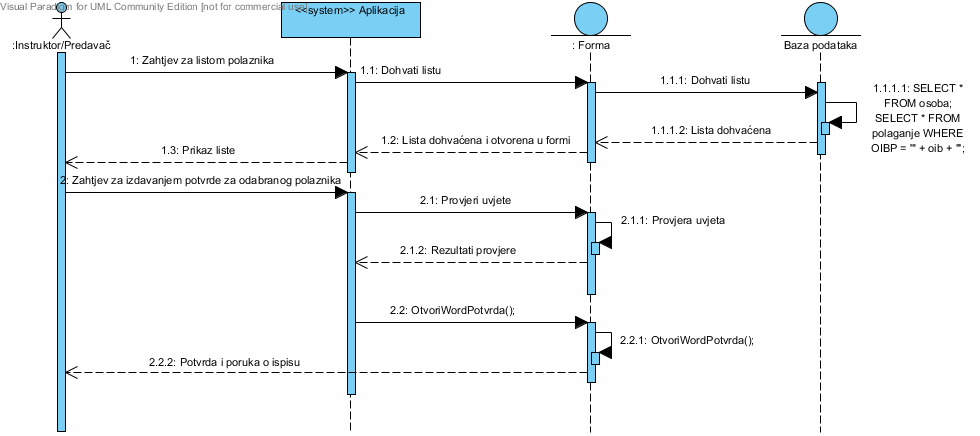 Visual Paradigm for UML Community Edition [not for commercial use]
<<system>> Aplikacija
:Instruktor/Predavač
: Forma
Baza podataka
1: Zahtjev za listom polaznika
1.1: Dohvati listu
1.1.1: Dohvati listu
1.1.1.1: SELECT *
FROM osoba;
SELECT * FROM
polaganje WHERE
OIBP = '" + oib + "';
1.1.1.2: Lista dohvaćena
1.2: Lista dohvaćena i otvorena u formi
1.3: Prikaz liste
2: Zahtjev za izdavanjem potvrde za odabranog polaznika
2.1: Provjeri uvjete
2.1.1: Provjera uvjeta
2.1.2: Rezultati provjere
2.2: OtvoriWordPotvrda();
2.2.1: OtvoriWordPotvrda();
2.2.2: Potvrda i poruka o ispisu